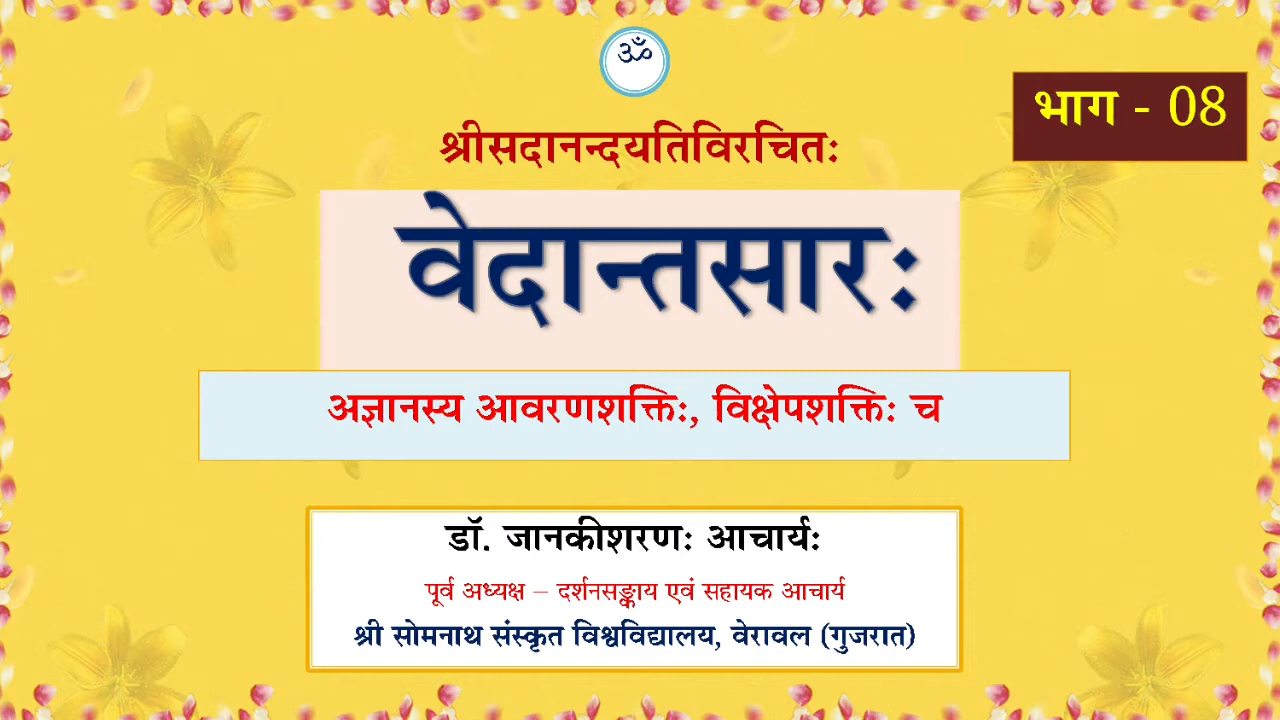 ॐ
भाग - 08
श्रीसदानन्दयतिविरचितः
वेदान्तसारः
अज्ञानस्य आवरणशक्तिः, विक्षेपशक्तिः च
डॉ. जानकीशरणः आचार्यः
पूर्व अध्यक्ष – दर्शनसङ्काय एवं सहायक आचार्य
श्री सोमनाथ संस्कृत विश्वविद्यालय, वेरावल (गुजरात)